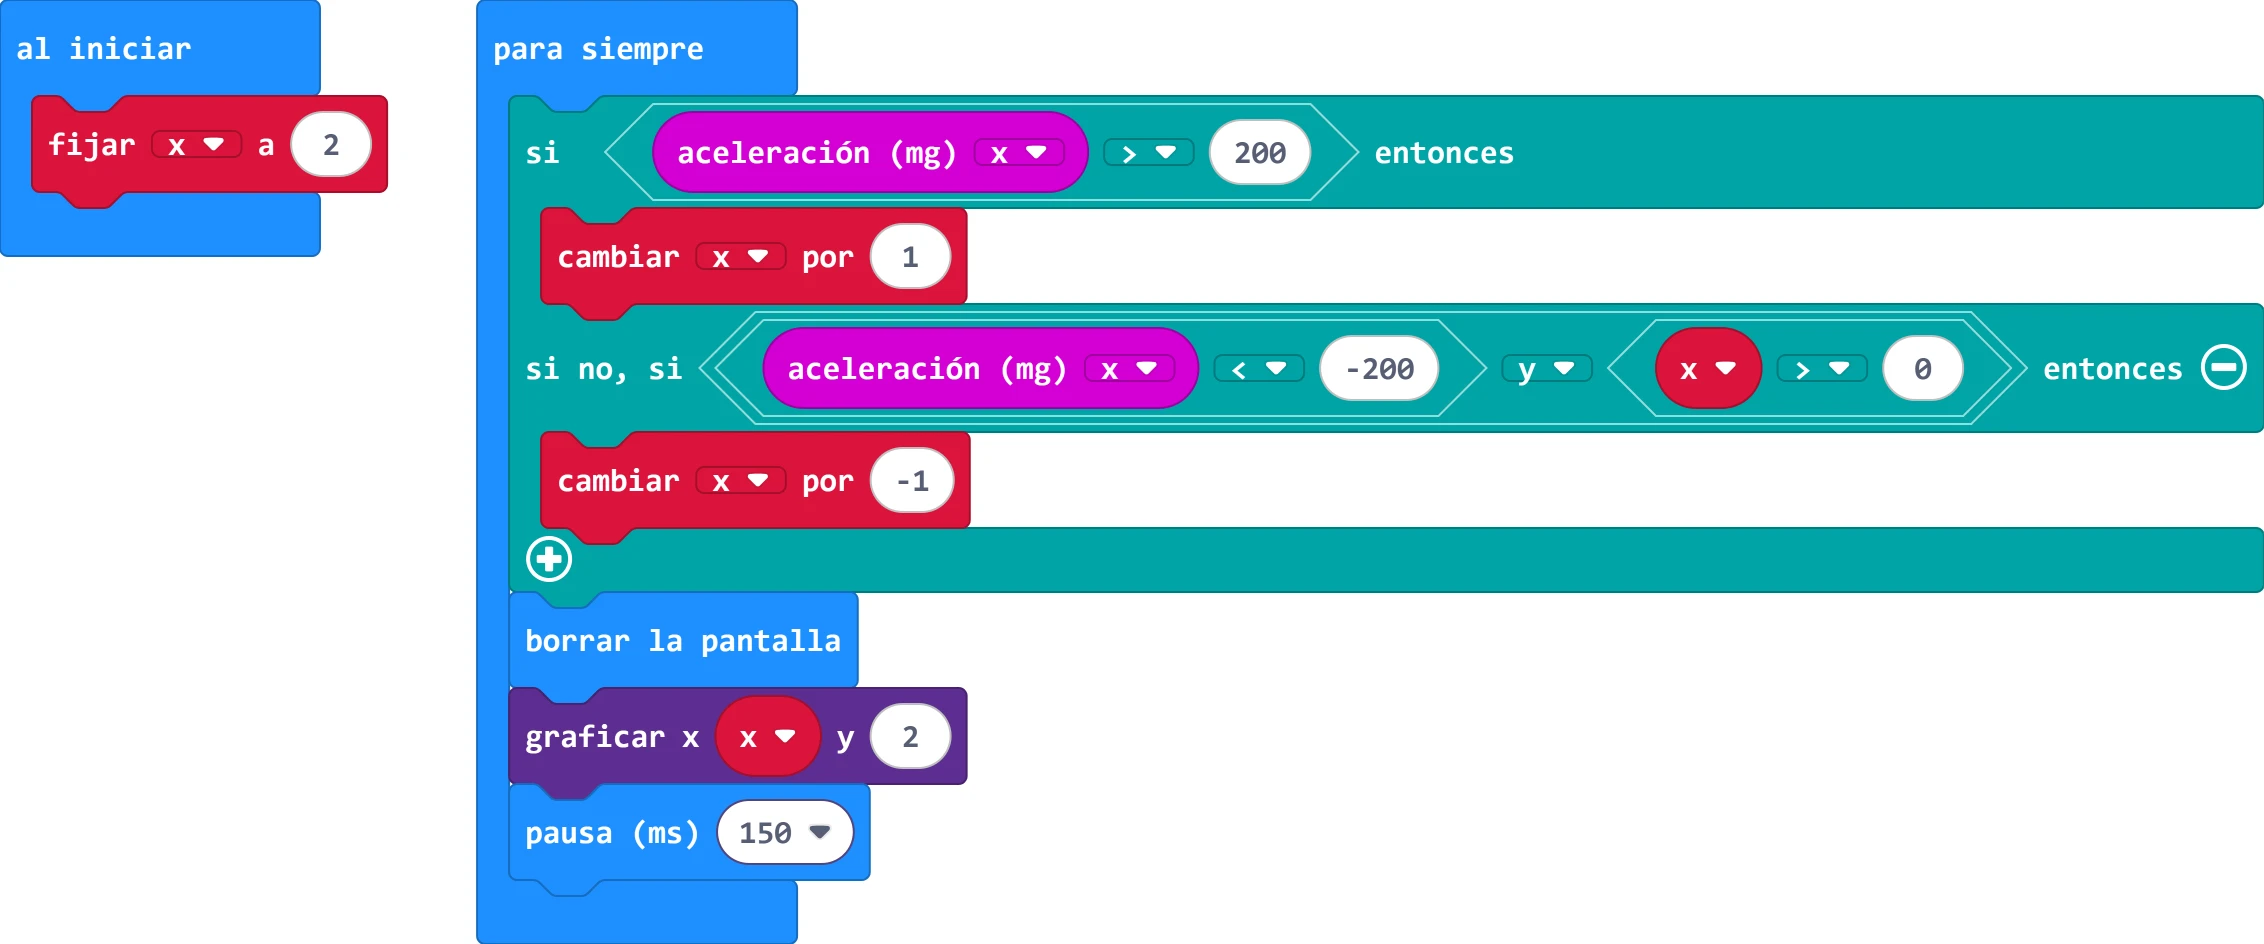 al iniciar
fijar x a 2
para siempre
si aceleración (mg) x > 200 entonces
cambiar x por 1
si no, si aceleración (mg) x < -200 y x > 0 entonces
cambiar x por -1
borrar la pantalla
graficar x x y 2
pausa (ms) 150